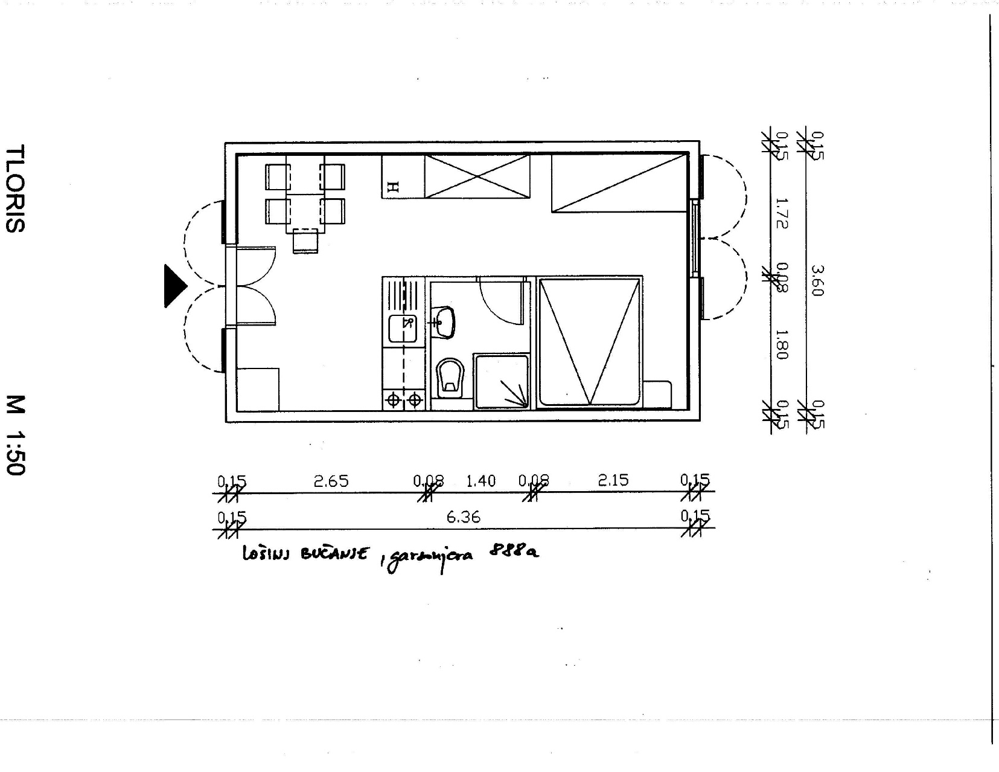 TLORIS M 1:50
H
0,15 0,15
0,15 1.72 0.08 1.80 0,15
3.60
0,15 2.65 0.08 1.40 0.08 2.15 0,15
0,15 6.36 0,15
LOŠINJ BUČANJE, garsonjera 888a